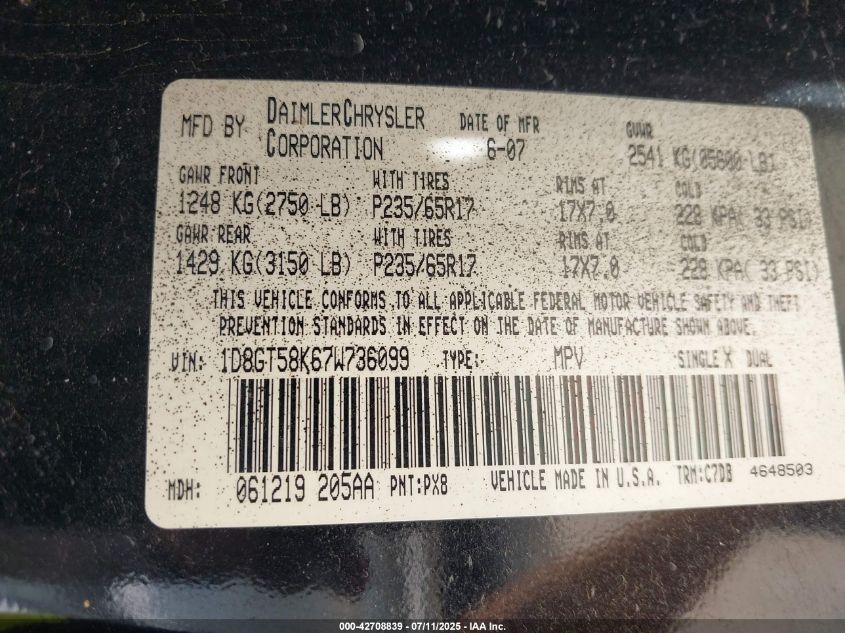 MFD BY DAIMLERCHRYSLER CORPORATION DATE OF MFR 6-07 GVWR 2541 KG(05600 LB)
GAWR FRONT WITH TIRES RIMS AT COLD
1248 KG(2750 LB) P235/65R17 17X7.0 228 KPA( 33 PSI)
GAWR REAR WITH TIRES RIMS AT COLD
1429 KG(3150 LB) P235/65R17 17X7.0 228 KPA( 33 PSI)
THIS VEHICLE CONFORMS TO ALL APPLICABLE FEDERAL MOTOR VEHICLE SAFETY AND THEFT
PREVENTION STANDARDS IN EFFECT ON THE DATE OF MANUFACTURE SHOWN ABOVE.
VIN: 1D8GT58K67W736099 TYPE: MPV SINGLE X DUAL
MDH: 061219 205AA PNT:PX8 VEHICLE MADE IN U.S.A. TRM:C7DB 4648503
000-42708839 - 07/11/2025 - IAA Inc.